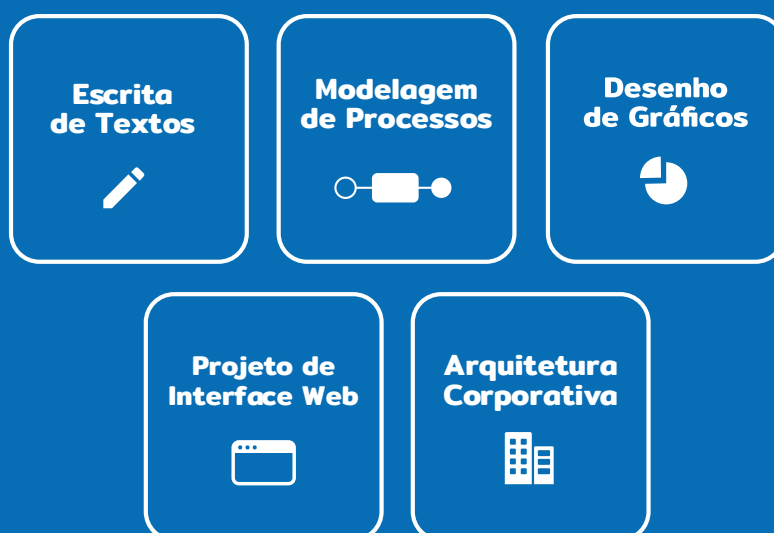 Escrita
de Textos
Modelagem
de Processos
Desenho
de Gráficos
Projeto de
Interface Web
Arquitetura
Corporativa